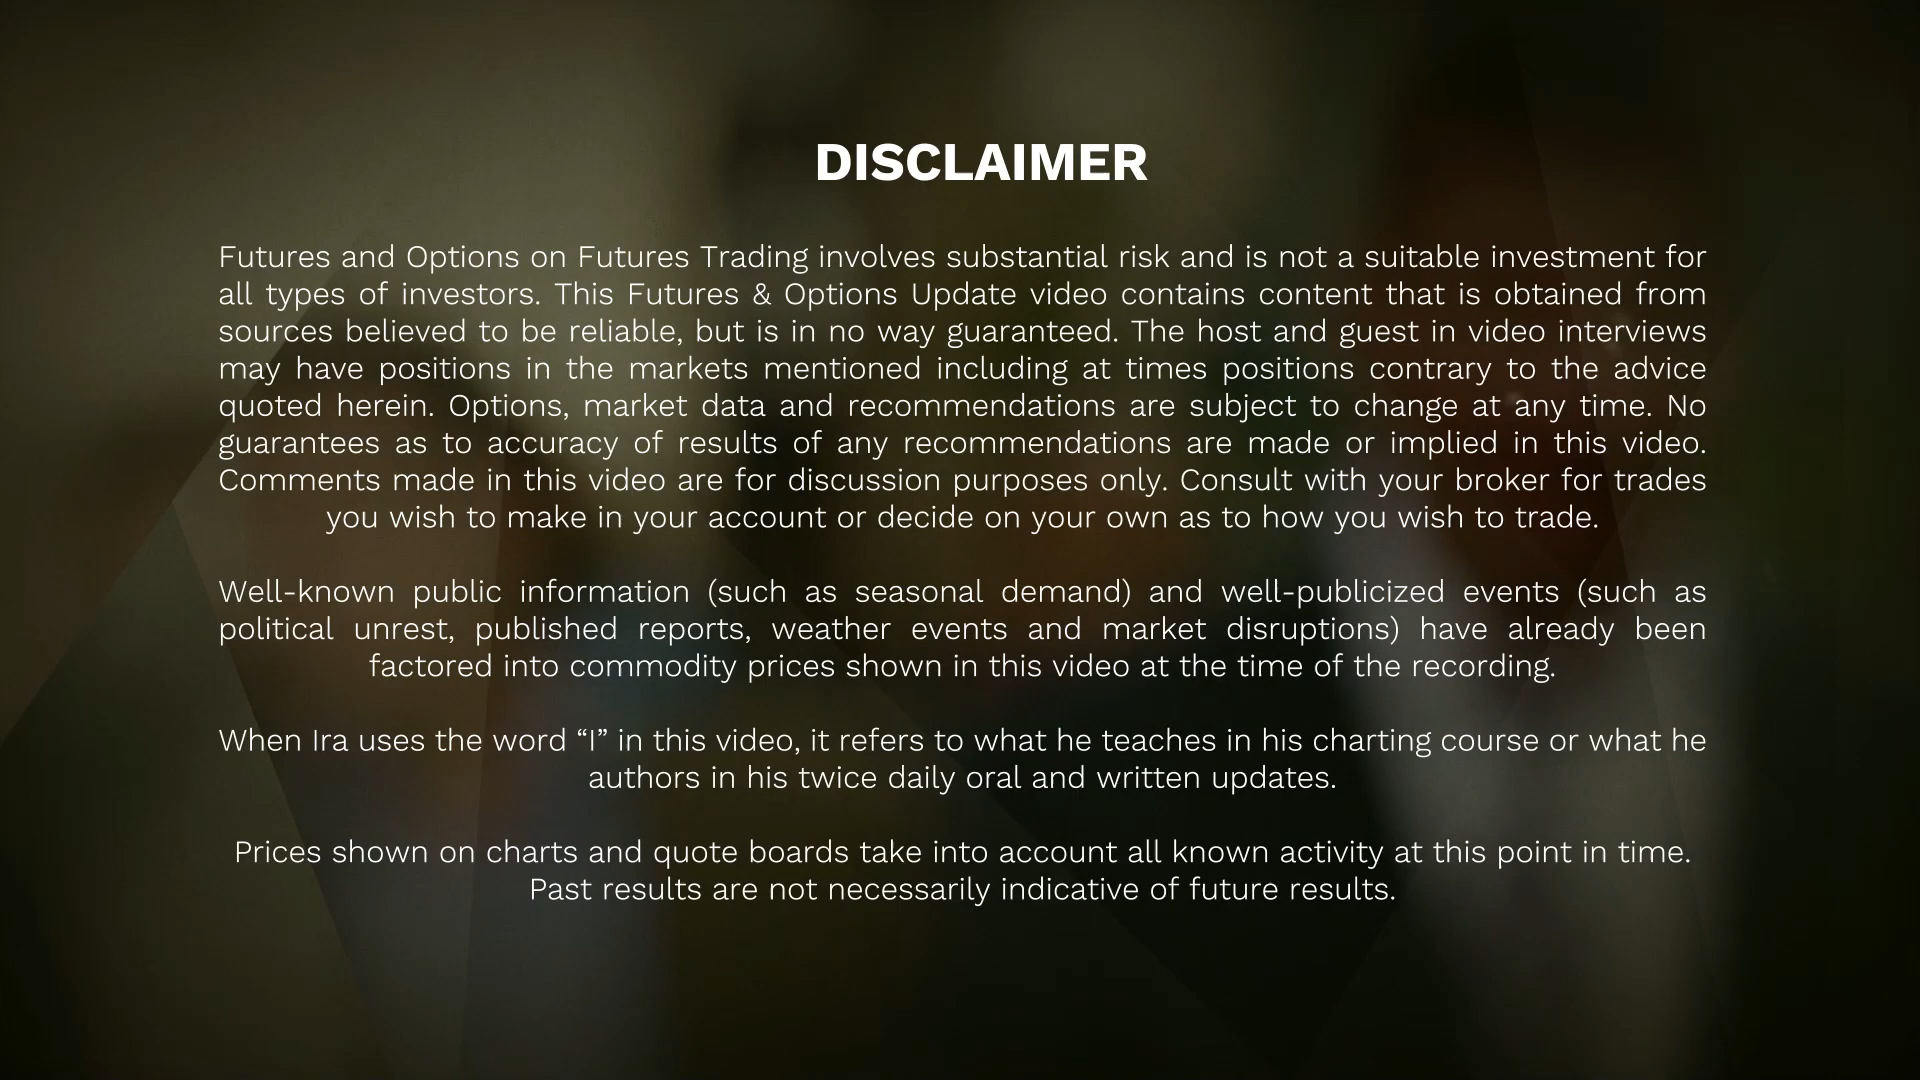 DISCLAIMER
Futures and Options on Futures Trading involves substantial risk and is not a suitable investment for
all types of investors. This Futures & Options Update video contains content that is obtained from
sources believed to be reliable, but is in no way guaranteed. The host and guest in video interviews
may have positions in the markets mentioned including at times positions contrary to the advice
quoted herein. Options, market data and recommendations are subject to change at any time. No
guarantees as to accuracy of results of any recommendations are made or implied in this video.
Comments made in this video are for discussion purposes only. Consult with your broker for trades
you wish to make in your account or decide on your own as to how you wish to trade.
Well-known public information (such as seasonal demand) and well-publicized events (such as
political unrest, published reports, weather events and market disruptions) have already been
factored into commodity prices shown in this video at the time of the recording.
When Ira uses the word “I” in this video, it refers to what he teaches in his charting course or what he
authors in his twice daily oral and written updates.
Prices shown on charts and quote boards take into account all known activity at this point in time.
Past results are not necessarily indicative of future results.